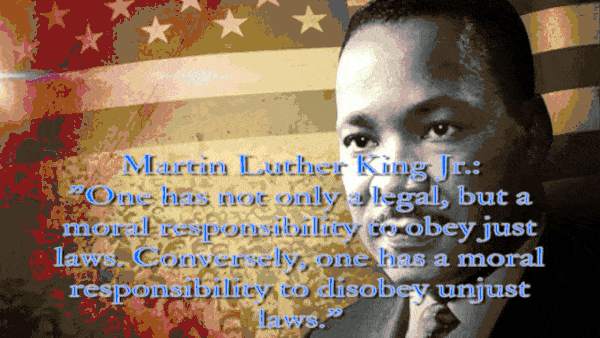 Martin Luther King Jr.:
”One has not only a legal, but a
moral responsibility to obey just
laws. Conversely, one has a moral
responsibility to disobey unjust
laws.”